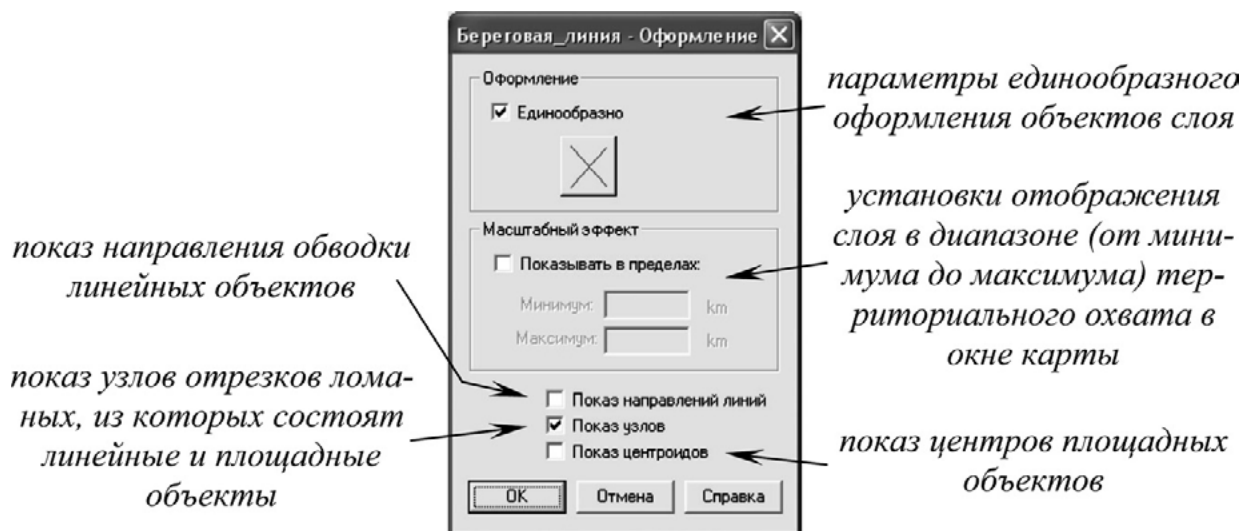 Береговая_линия - Оформление
Оформление
Единообразно
Масштабный эффект
Показывать в пределах:
Минимум: km
Максимум: km
Показ направлений линий
Показ узлов
Показ центроидов
OK Отмена Справка
показ направления обводки
линейных объектов
показ узлов отрезков лома-
ных, из которых состоят
линейные и площадные
объекты
параметры единообразного
оформления объектов слоя
установки отображения
слоя в диапазоне (от мини-
мума до максимума) тер-
риториального охвата в
окне карты
показ центров площадных
объектов